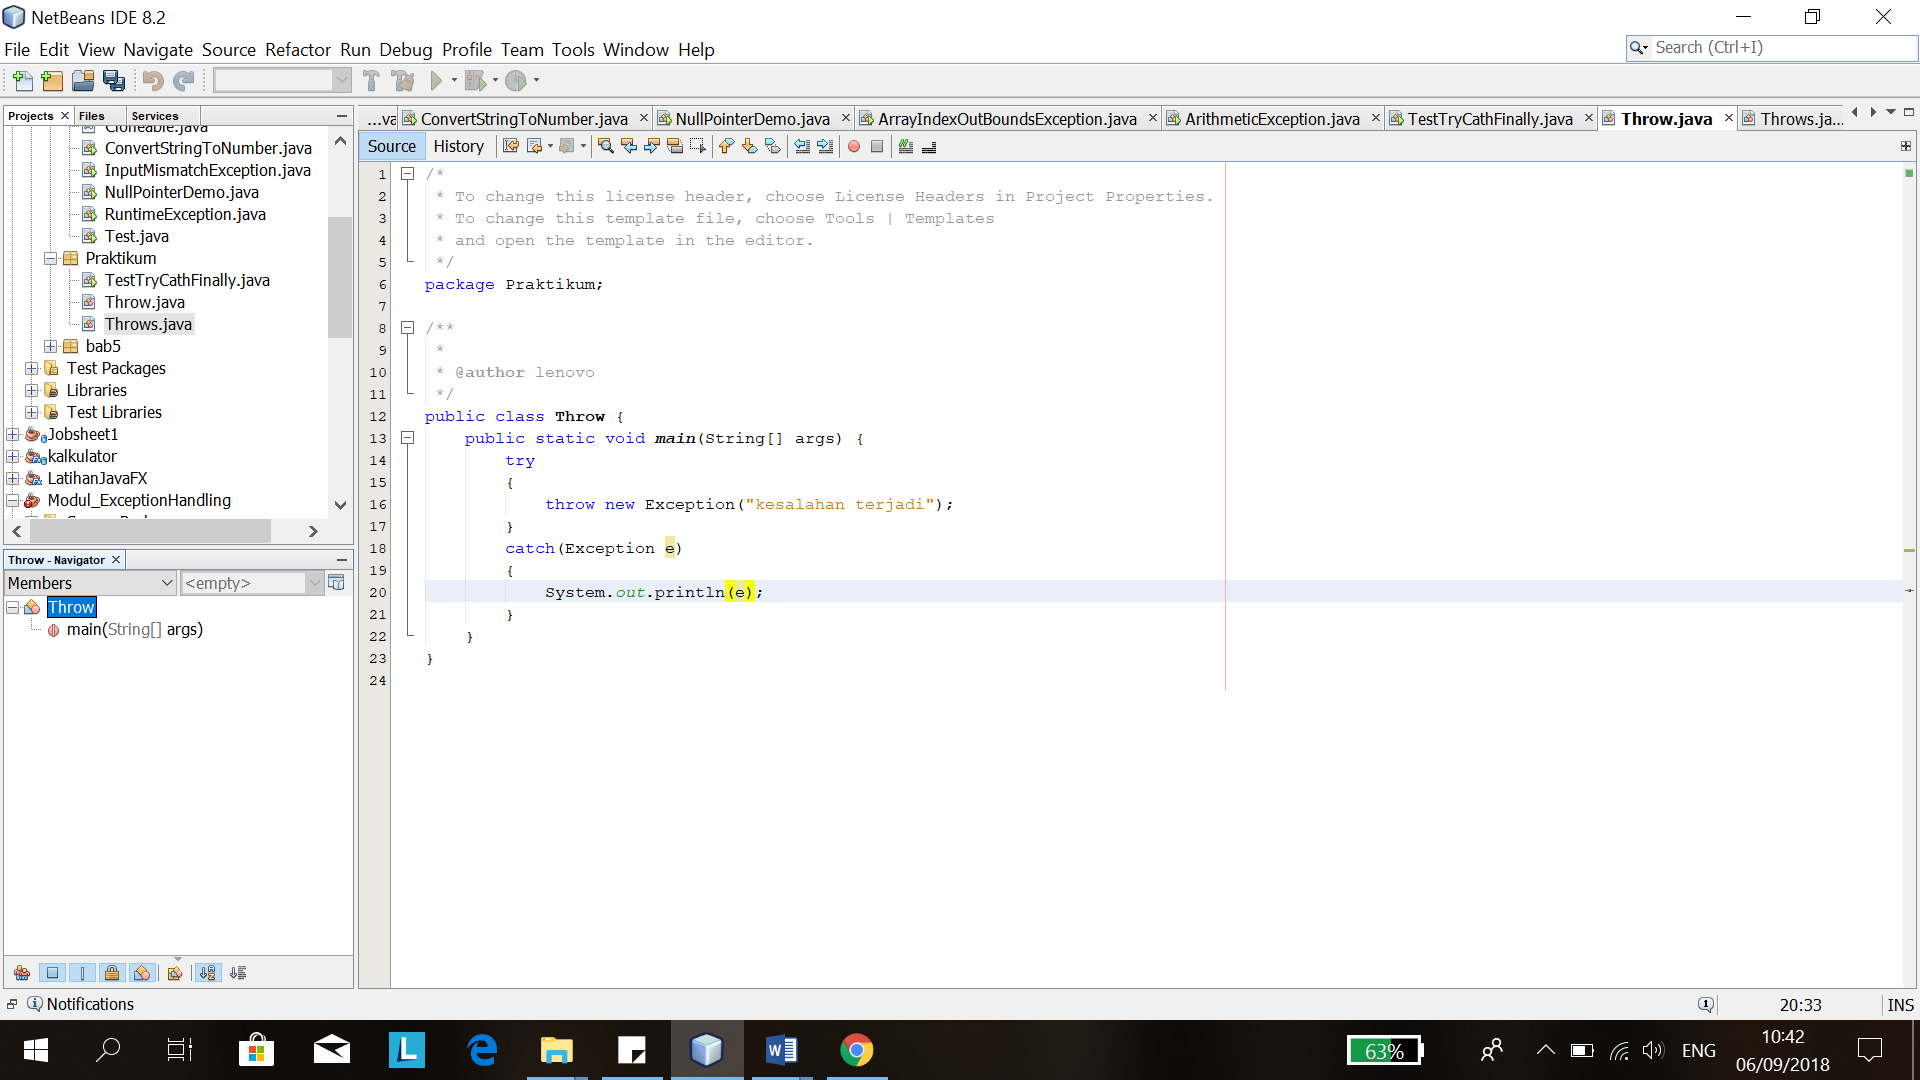 NetBeans IDE 8.2
File Edit View Navigate Source Refactor Run Debug Profile Team Tools Window Help
Search (Ctrl+I)
Projects Files Services
...va ConvertStringToNumber.java NullPointerDemo.java ArrayIndexOutBoundsException.java ArithmeticException.java TestTryCathFinally.java Throw.java Throws.ja...
Source History
Cloneable.java
ConvertStringToNumber.java
InputMismatchException.java
NullPointerDemo.java
RuntimeException.java
Test.java
Praktikum
TestTryCathFinally.java
Throw.java
Throws.java
bab5
Test Packages
Libraries
Test Libraries
Jobsheet1
kalkulator
LatihanJavaFX
Modul_ExceptionHandling
Throw - Navigator
Members <empty>
Throw
main(String[] args)
1 /*
2 * To change this license header, choose License Headers in Project Properties.
3 * To change this template file, choose Tools | Templates
4 * and open the template in the editor.
5 */
6 package Praktikum;
7
8 /**
9 *
10 * @author lenovo
11 */
12 public class Throw {
13 public static void main(String[] args) {
14 try
15 {
16 throw new Exception("kesalahan terjadi");
17 }
18 catch(Exception e)
19 {
20 System.out.println(e);
21 }
22 }
23 }
24
Notifications
20:33 INS
63%
ENG
10:42
06/09/2018